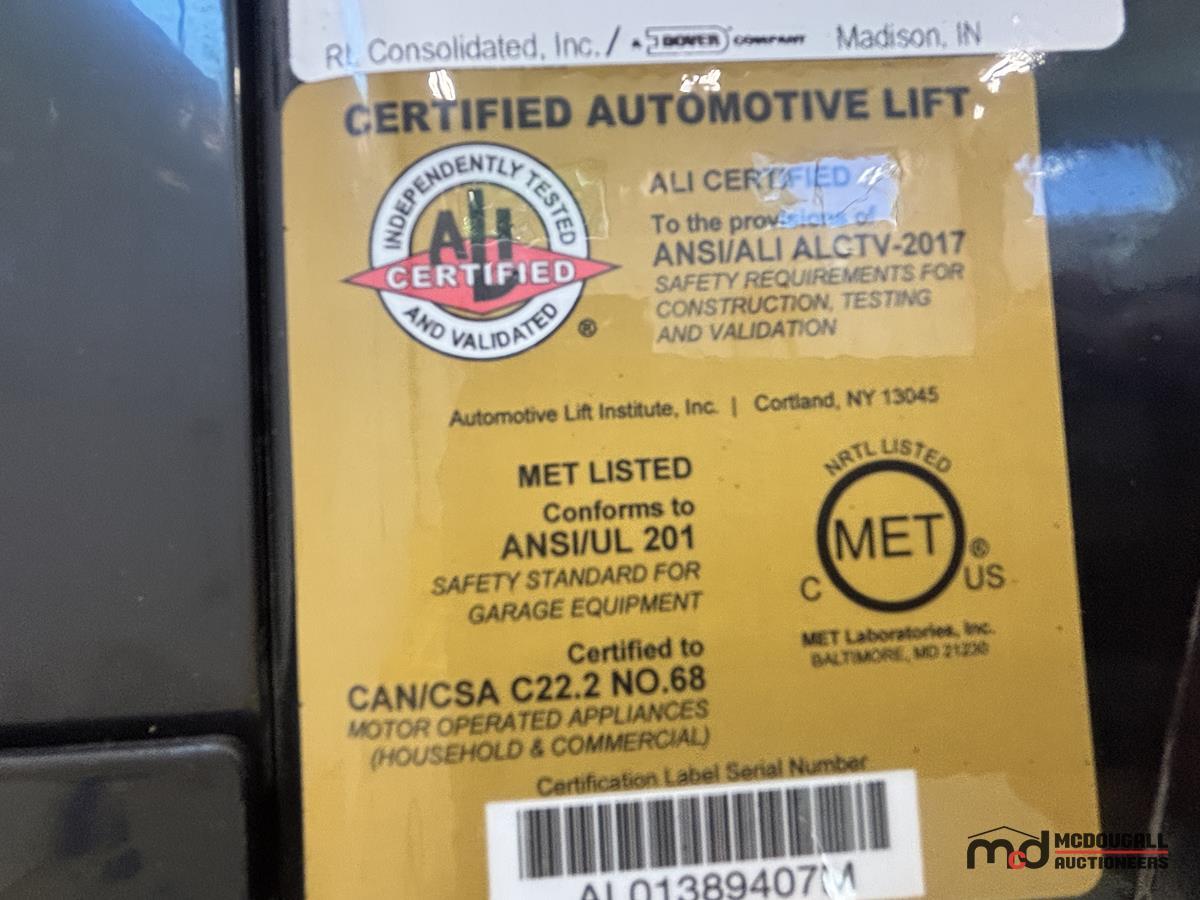 RL Consolidated, Inc. / A DOVER COMPANY Madison, IN
CERTIFIED AUTOMOTIVE LIFT
INDEPENDENTLY TESTED
ALI
CERTIFIED
AND VALIDATED
®
ALI CERTIFIED
To the provisions of
ANSI/ALI ALCTV-2017
SAFETY REQUIREMENTS FOR
CONSTRUCTION, TESTING
AND VALIDATION
Automotive Lift Institute, Inc. | Cortland, NY 13045
MET LISTED
Conforms to
ANSI/UL 201
SAFETY STANDARD FOR
GARAGE EQUIPMENT
Certified to
CAN/CSA C22.2 NO.68
MOTOR OPERATED APPLIANCES
(HOUSEHOLD & COMMERCIAL)
NRTL LISTED
MET
®
C US
MET Laboratories, Inc.
BALTIMORE, MD 21230
Certification Label Serial Number
AL01389407M
mcd MCDOUGALL
AUCTIONEERS